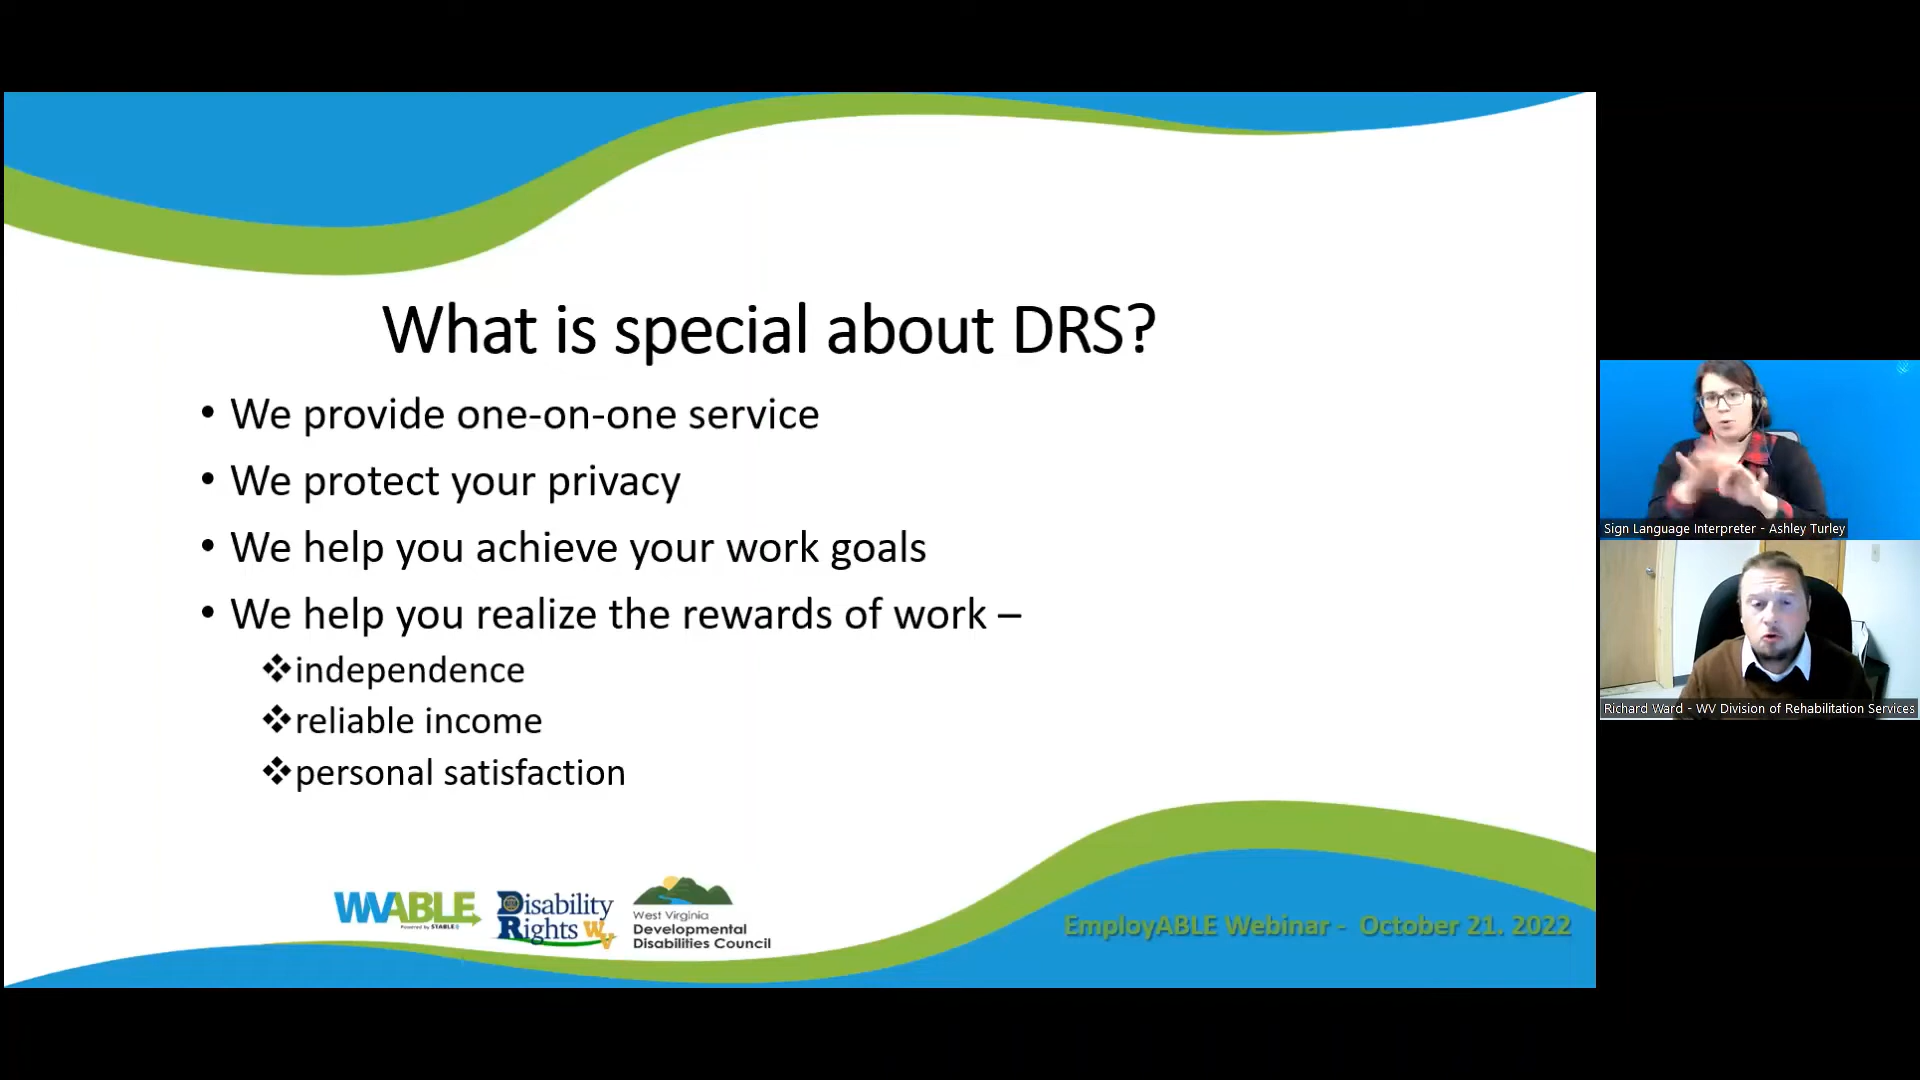 What is special about DRS?
• We provide one-on-one service
• We protect your privacy
• We help you achieve your work goals
• We help you realize the rewards of work –
❖independence
❖reliable income
❖personal satisfaction
WVABLE
Powered by STABLE
Disability
Rights WV
West Virginia
Developmental
Disabilities Council
EmployABLE Webinar - October 21. 2022
Sign Language Interpreter - Ashley Turley
Richard Ward - WV Division of Rehabilitation Services